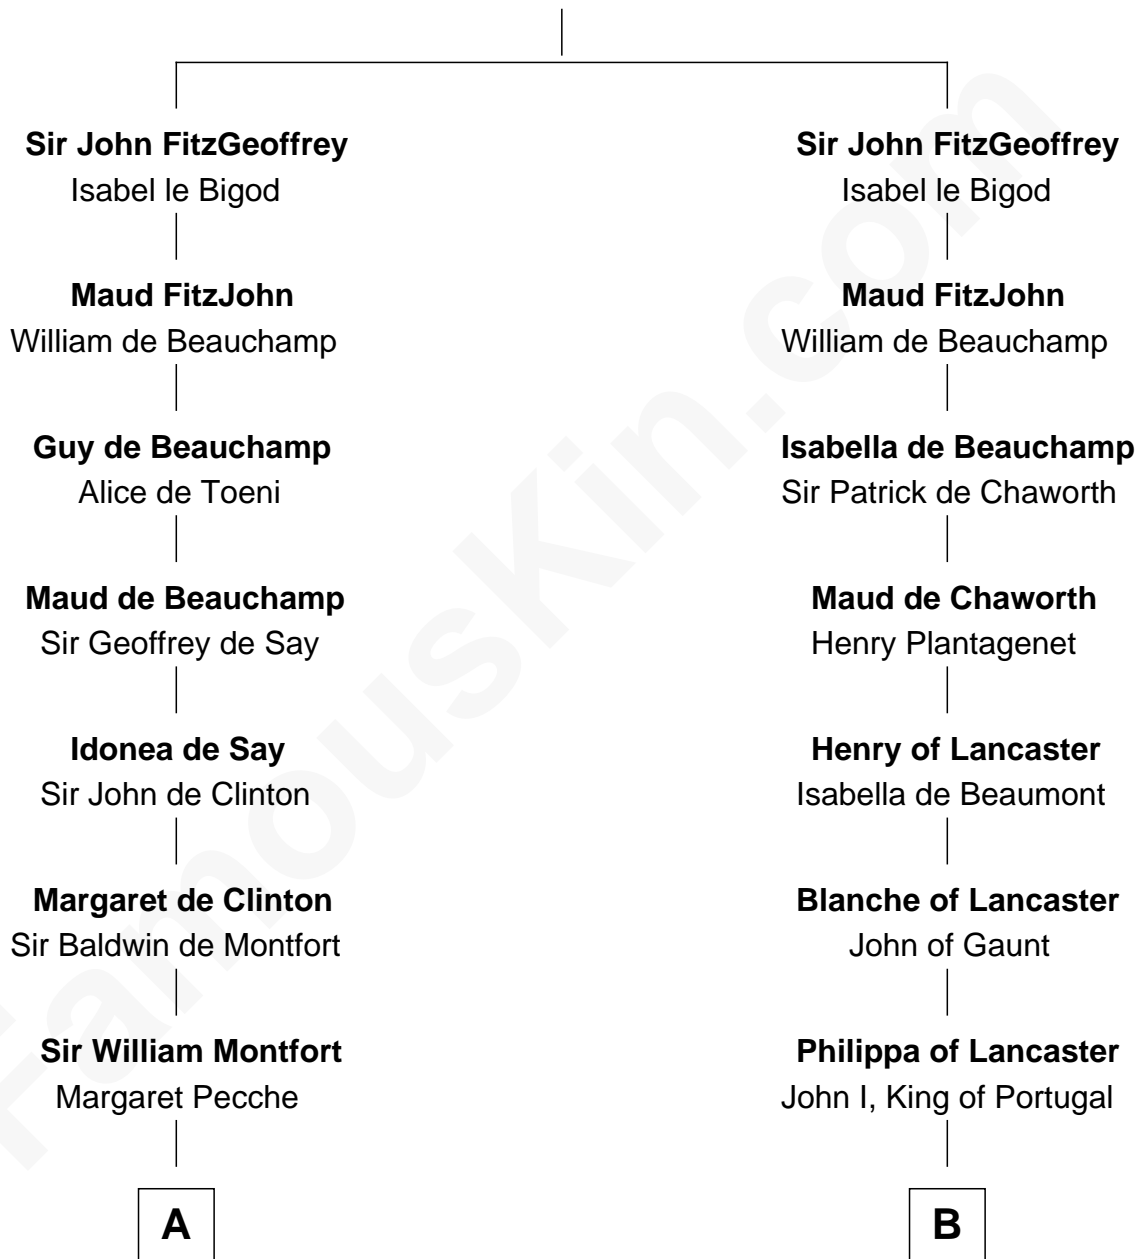 Sir John FitzGeoffrey
Isabel le Bigod
Maud FitzJohn
William de Beauchamp
Guy de Beauchamp
Alice de Toeni
Maud de Beauchamp
Sir Geoffrey de Say
Idonea de Say
Sir John de Clinton
Margaret de Clinton
Sir Baldwin de Montfort
Sir William Montfort
Margaret Pecche
A
Sir John FitzGeoffrey
Isabel le Bigod
Maud FitzJohn
William de Beauchamp
Isabella de Beauchamp
Sir Patrick de Chaworth
Maud de Chaworth
Henry Plantagenet
Henry of Lancaster
Isabella de Beaumont
Blanche of Lancaster
John of Gaunt
Philippa of Lancaster
John I, King of Portugal
B
FamousKin.com